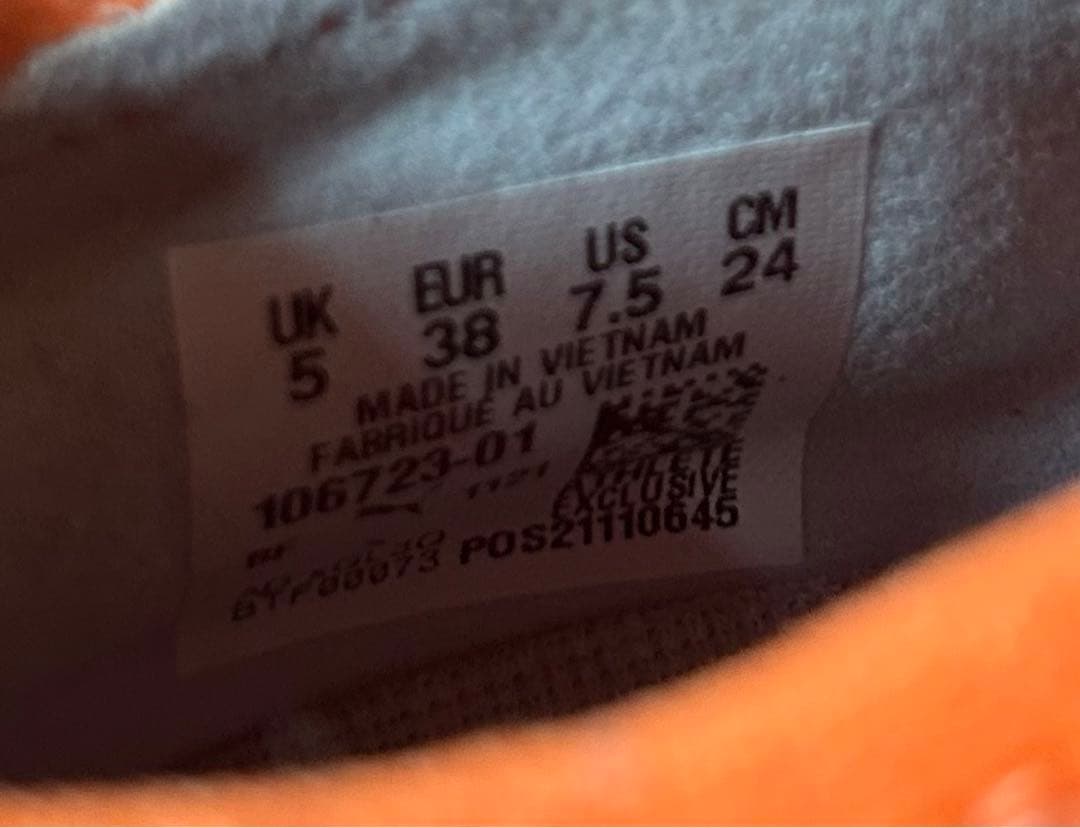 UK EUR US CM
5 38 7.5 24
MADE IN VIETNAM
FABRIQUE AU VIETNAM
106723-01 1121
ATHLETE
EXCLUSIVE
POS21110645